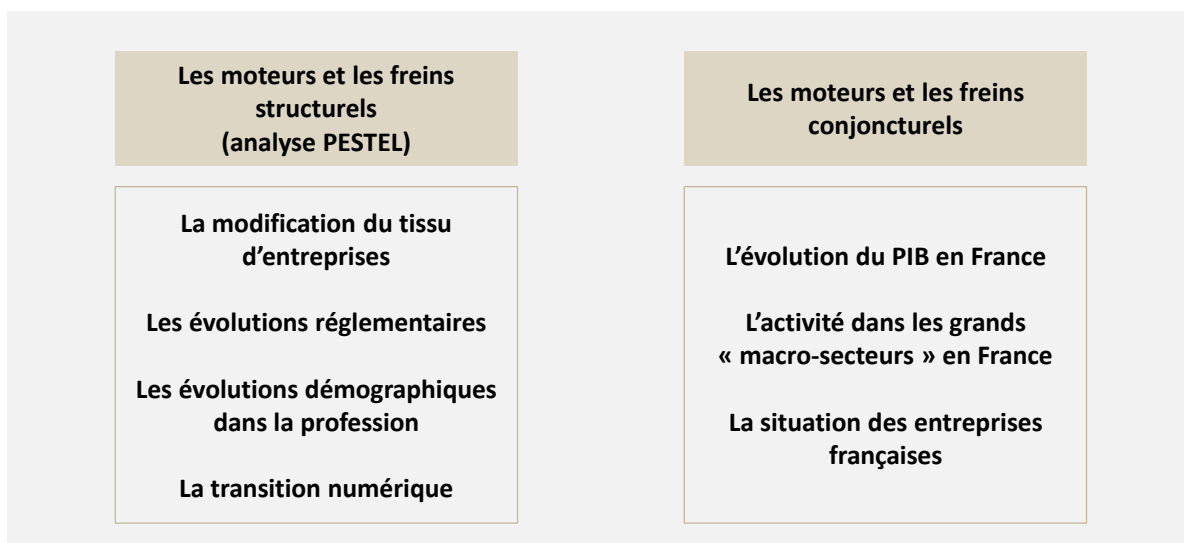 Les moteurs et les freins
structurels
(analyse PESTEL)
La modification du tissu
d’entreprises
Les évolutions réglementaires
Les évolutions démographiques
dans la profession
La transition numérique
Les moteurs et les freins
conjoncturels
L’évolution du PIB en France
L’activité dans les grands
« macro-secteurs » en France
La situation des entreprises
françaises